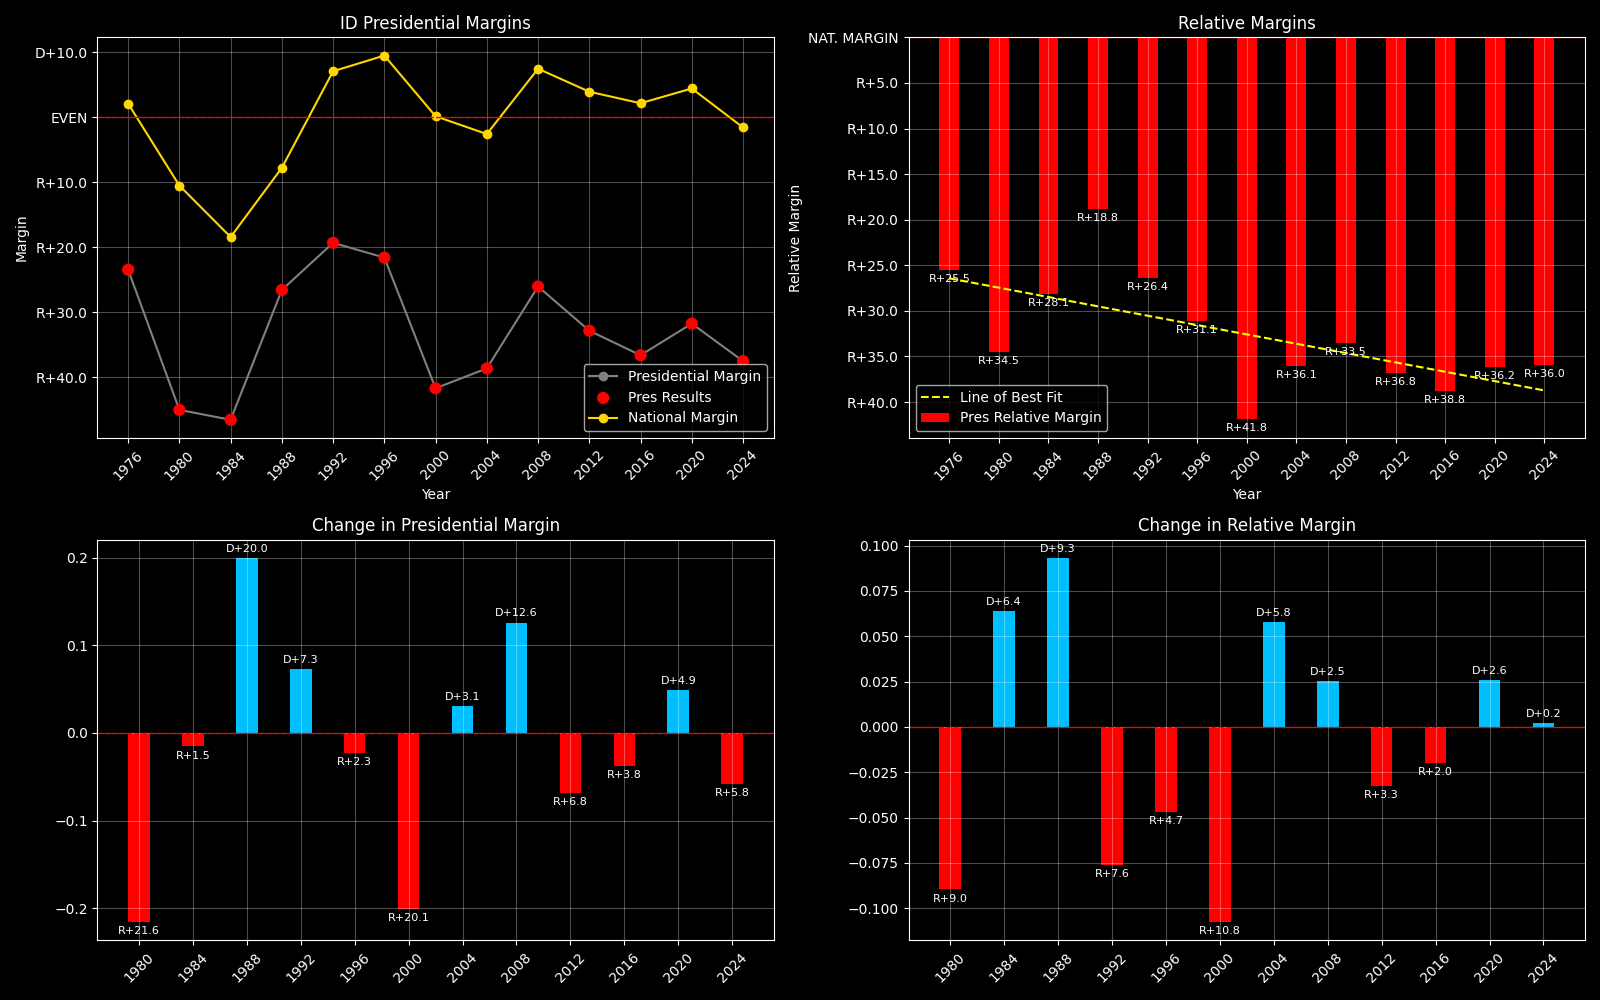 ID Presidential Margins
Margin
D+10.0
EVEN
R+10.0
R+20.0
R+30.0
R+40.0
Presidential Margin
Pres Results
National Margin
1976
1980
1984
1988
1992
1996
2000
2004
2008
2012
2016
2020
2024
Year
Relative Margins
Relative Margin
NAT. MARGIN
R+5.0
R+10.0
R+15.0
R+20.0
R+25.0
R+30.0
R+35.0
R+40.0
R+25.5
R+34.5
R+28.1
R+18.8
R+26.4
R+31.1
R+41.8
R+36.1
R+33.5
R+36.8
R+38.8
R+36.2
R+36.0
Line of Best Fit
Pres Relative Margin
1976
1980
1984
1988
1992
1996
2000
2004
2008
2012
2016
2020
2024
Year
Change in Presidential Margin
0.2
0.1
0.0
−0.1
−0.2
R+21.6
R+1.5
D+20.0
D+7.3
R+2.3
R+20.1
D+3.1
D+12.6
R+6.8
R+3.8
D+4.9
R+5.8
1980
1984
1988
1992
1996
2000
2004
2008
2012
2016
2020
2024
Change in Relative Margin
0.100
0.075
0.050
0.025
0.000
−0.025
−0.050
−0.075
−0.100
R+9.0
D+6.4
D+9.3
R+7.6
R+4.7
R+10.8
D+5.8
D+2.5
R+3.3
R+2.0
D+2.6
D+0.2
1980
1984
1988
1992
1996
2000
2004
2008
2012
2016
2020
2024